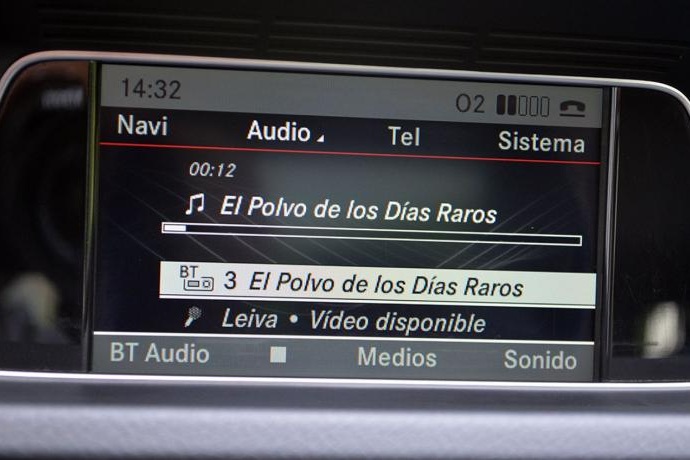 14:32 O2
Navi Audio Tel Sistema
00:12
El Polvo de los Días Raros
BT 3 El Polvo de los Días Raros
Leiva • Vídeo disponible
BT Audio Medios Sonido